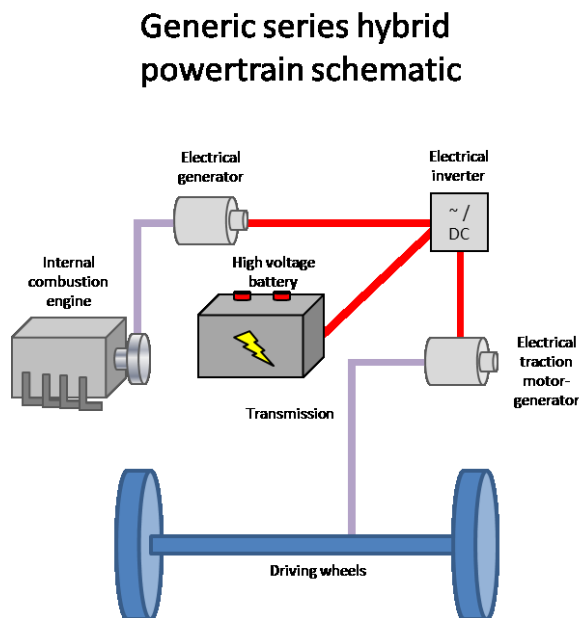 Generic series hybrid
powertrain schematic
Electrical
generator
Electrical
inverter
~ /
DC
Internal
combustion
engine
High voltage
battery
Electrical
traction
motor-
generator
Transmission
Driving wheels